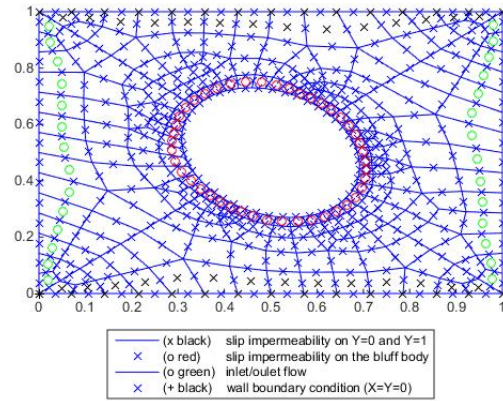 1
0.8
0.6
0.4
0.2
0
0 0.1 0.2 0.3 0.4 0.5 0.6 0.7 0.8 0.9 1
(x black) slip impermeability on Y=0 and Y=1
(o red) slip impermeability on the bluff body
(o green) inlet/oulet flow
(+ black) wall boundary condition (X=Y=0)